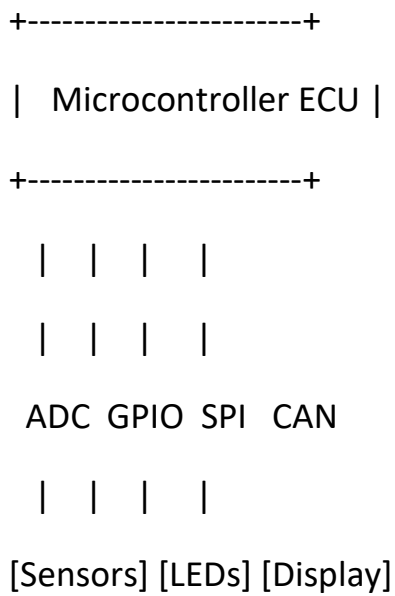 +------------------------+
| Microcontroller ECU |
+------------------------+
| | | |
| | | |
ADC GPIO SPI CAN
| | | |
[Sensors] [LEDs] [Display]